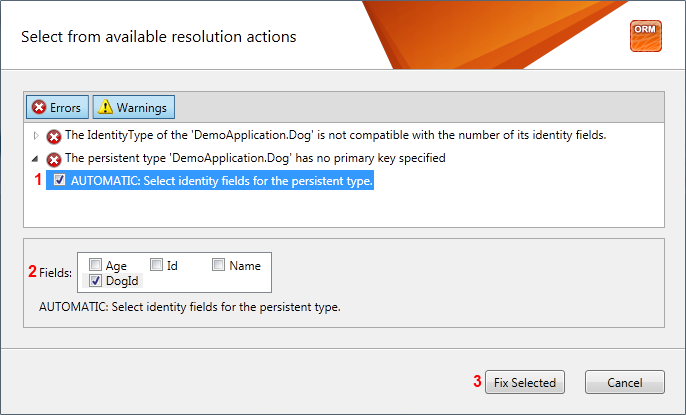 Select from available resolution actions
ORM
Errors Warnings
The IdentityType of the 'DemoApplication.Dog' is not compatible with the number of its identity fields.
The persistent type 'DemoApplication.Dog' has no primary key specified
1 AUTOMATIC: Select identity fields for the persistent type.
2 Fields: Age Id Name
DogId
AUTOMATIC: Select identity fields for the persistent type.
3 Fix Selected Cancel